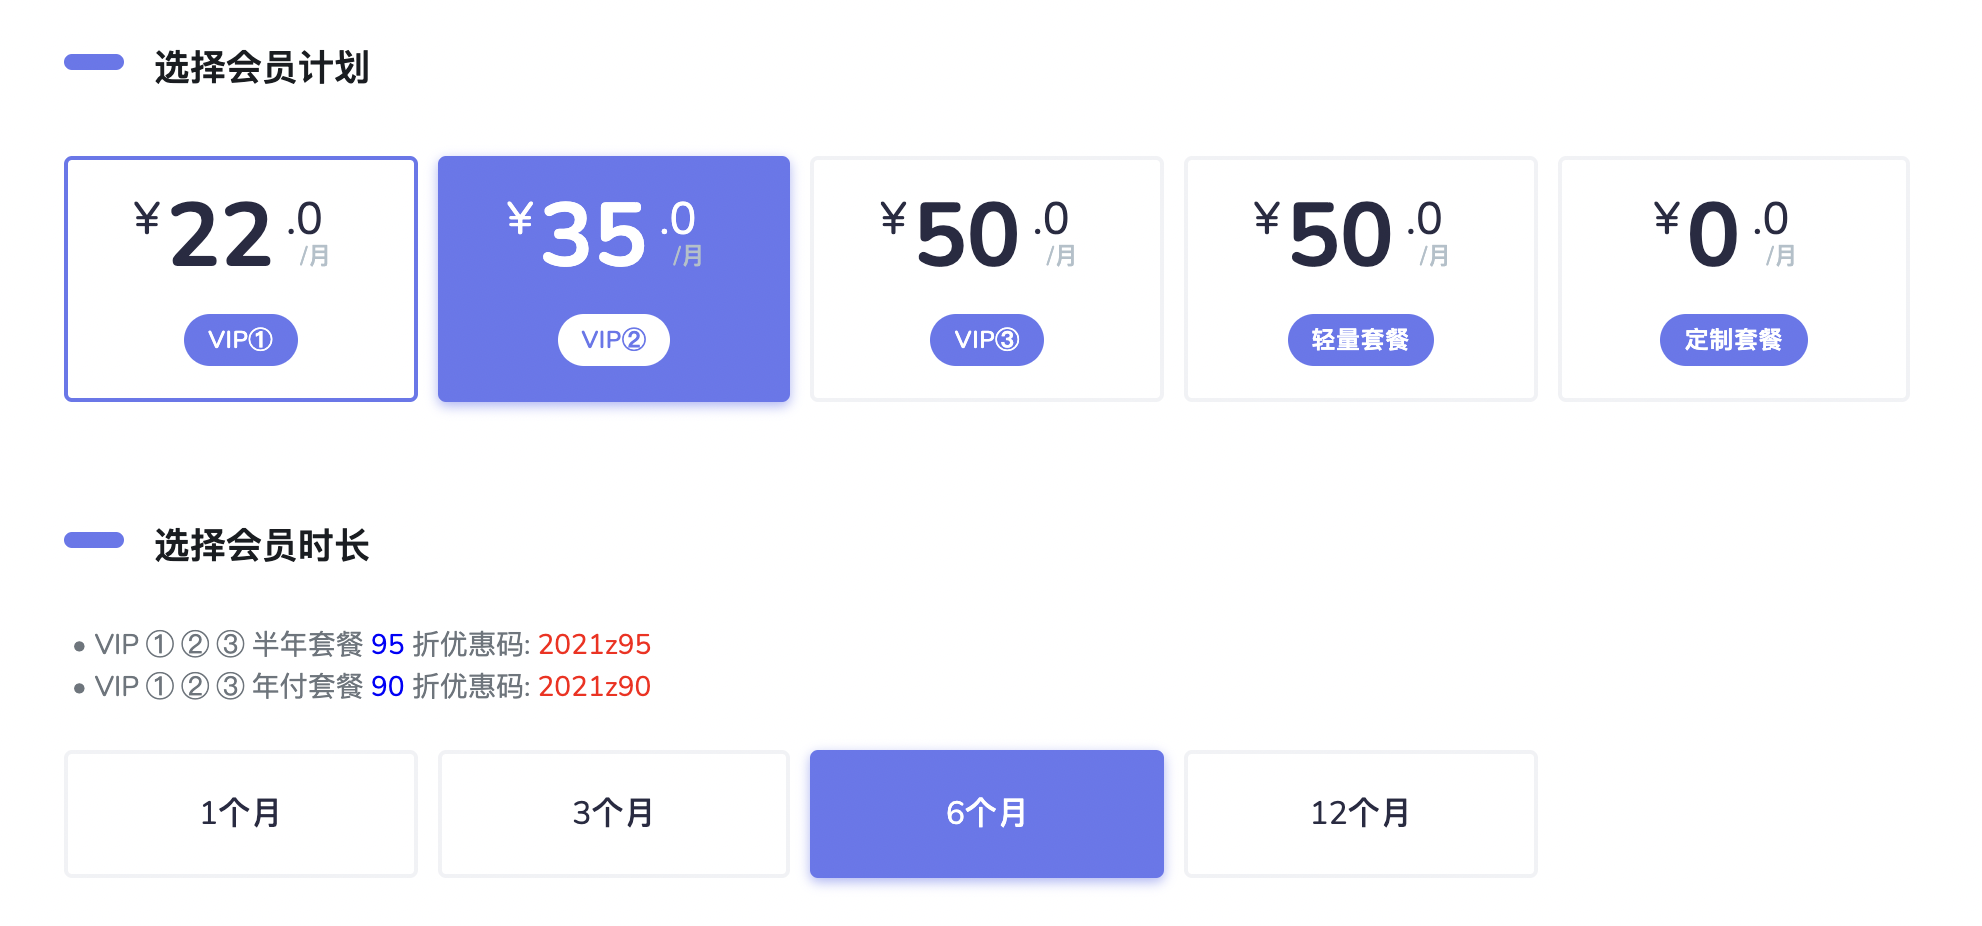 选择会员计划
¥22.0/月
VIP①
¥35.0/月
VIP②
¥50.0/月
VIP③
¥50.0/月
轻量套餐
¥0.0/月
定制套餐
选择会员时长
• VIP ① ② ③ 半年套餐 95 折优惠码: 2021z95
• VIP ① ② ③ 年付套餐 90 折优惠码: 2021z90
1个月
3个月
6个月
12个月